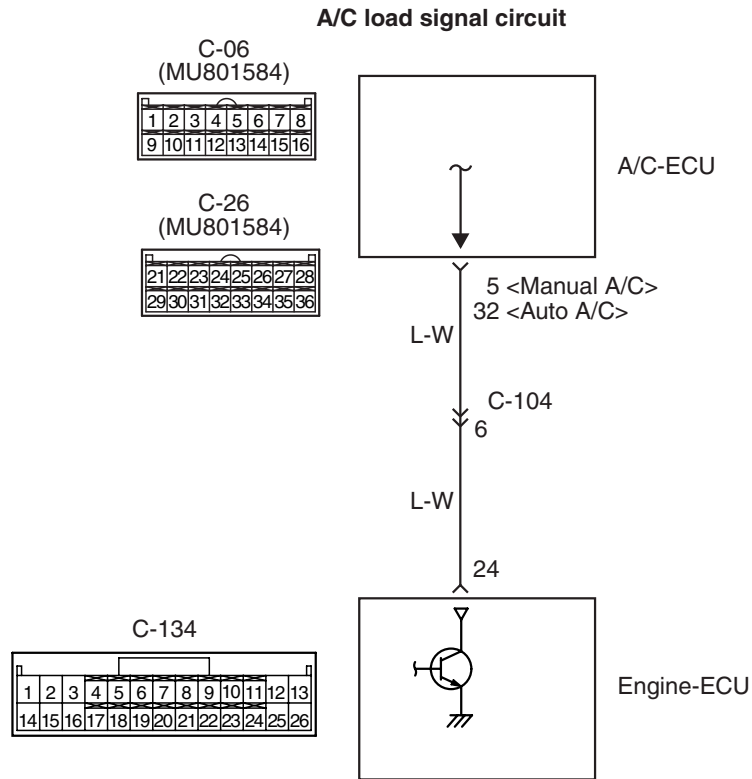 A/C load signal circuit
C-06
(MU801584)
1 2 3 4 5 6 7 8
9 10 11 12 13 14 15 16
A/C-ECU
C-26
(MU801584)
21 22 23 24 25 26 27 28
29 30 31 32 33 34 35 36
5 <Manual A/C>
32 <Auto A/C>
L-W
C-104
6
L-W
24
C-134
1 2 3 4 5 6 7 8 9 10 11 12 13
14 15 16 17 18 19 20 21 22 23 24 25 26
Engine-ECU